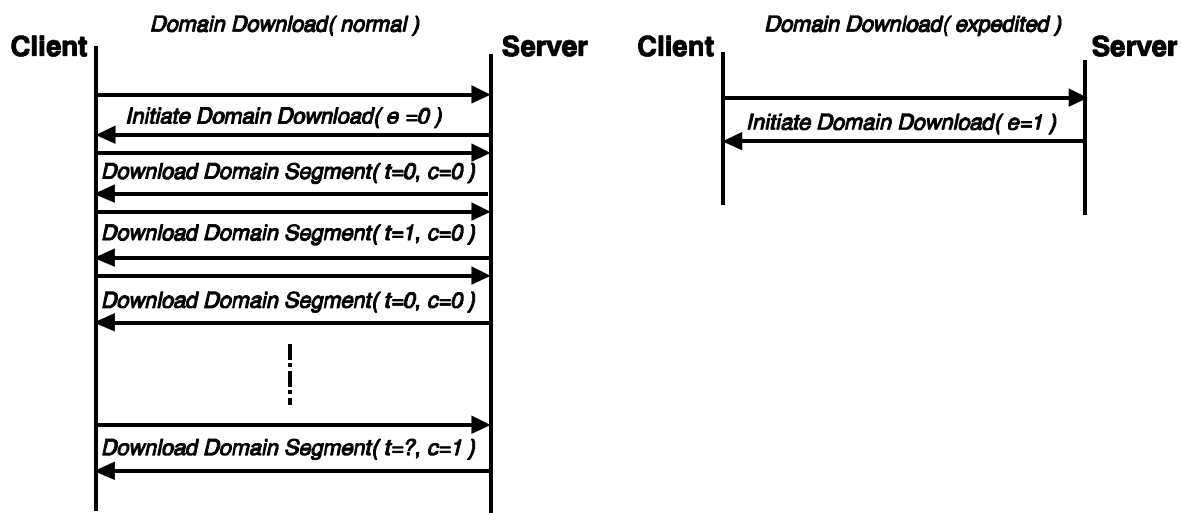 Domain Download( normal )
Client
Server
Initiate Domain Download( e =0 )
Download Domain Segment( t=0, c=0 )
Download Domain Segment( t=1, c=0 )
Download Domain Segment( t=0, c=0 )
Download Domain Segment( t=?, c=1 )
Domain Download( expedited )
Client
Server
Initiate Domain Download( e=1 )